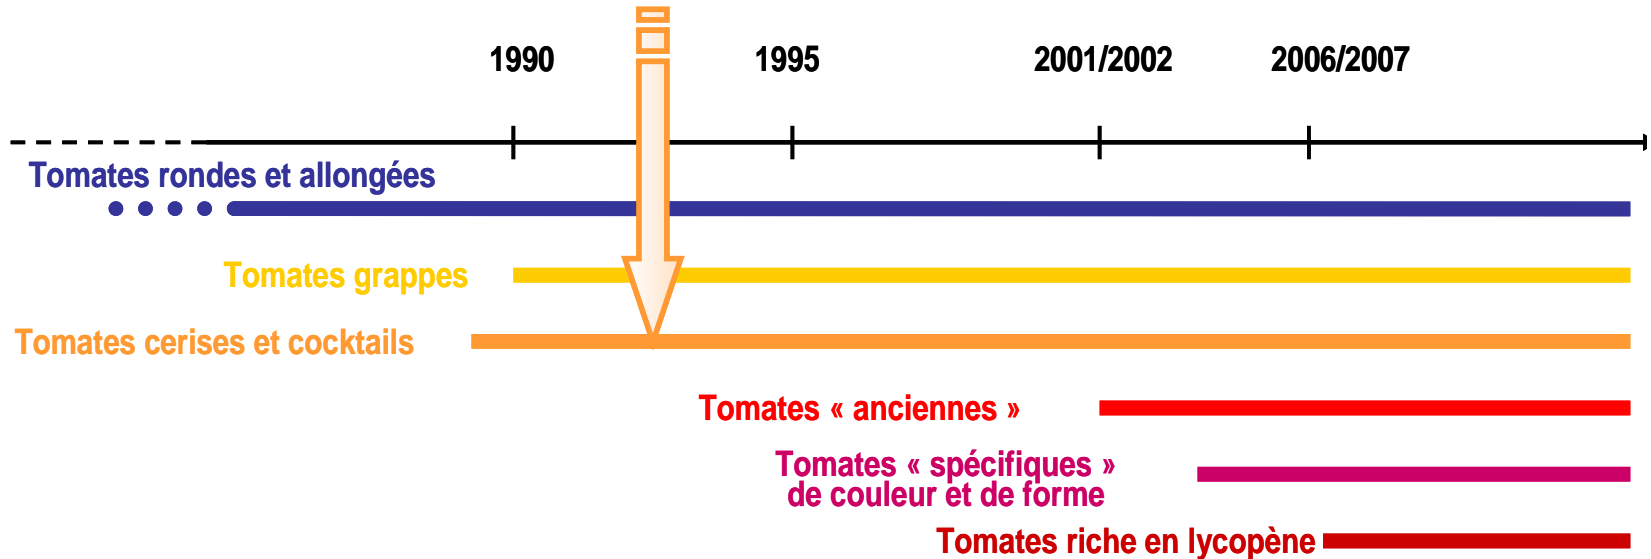 1990
1995
2001/2002
2006/2007
Tomates rondes et allongées
Tomates grappes
Tomates cerises et cocktails
Tomates « anciennes »
Tomates « spécifiques »
de couleur et de forme
Tomates riche en lycopène